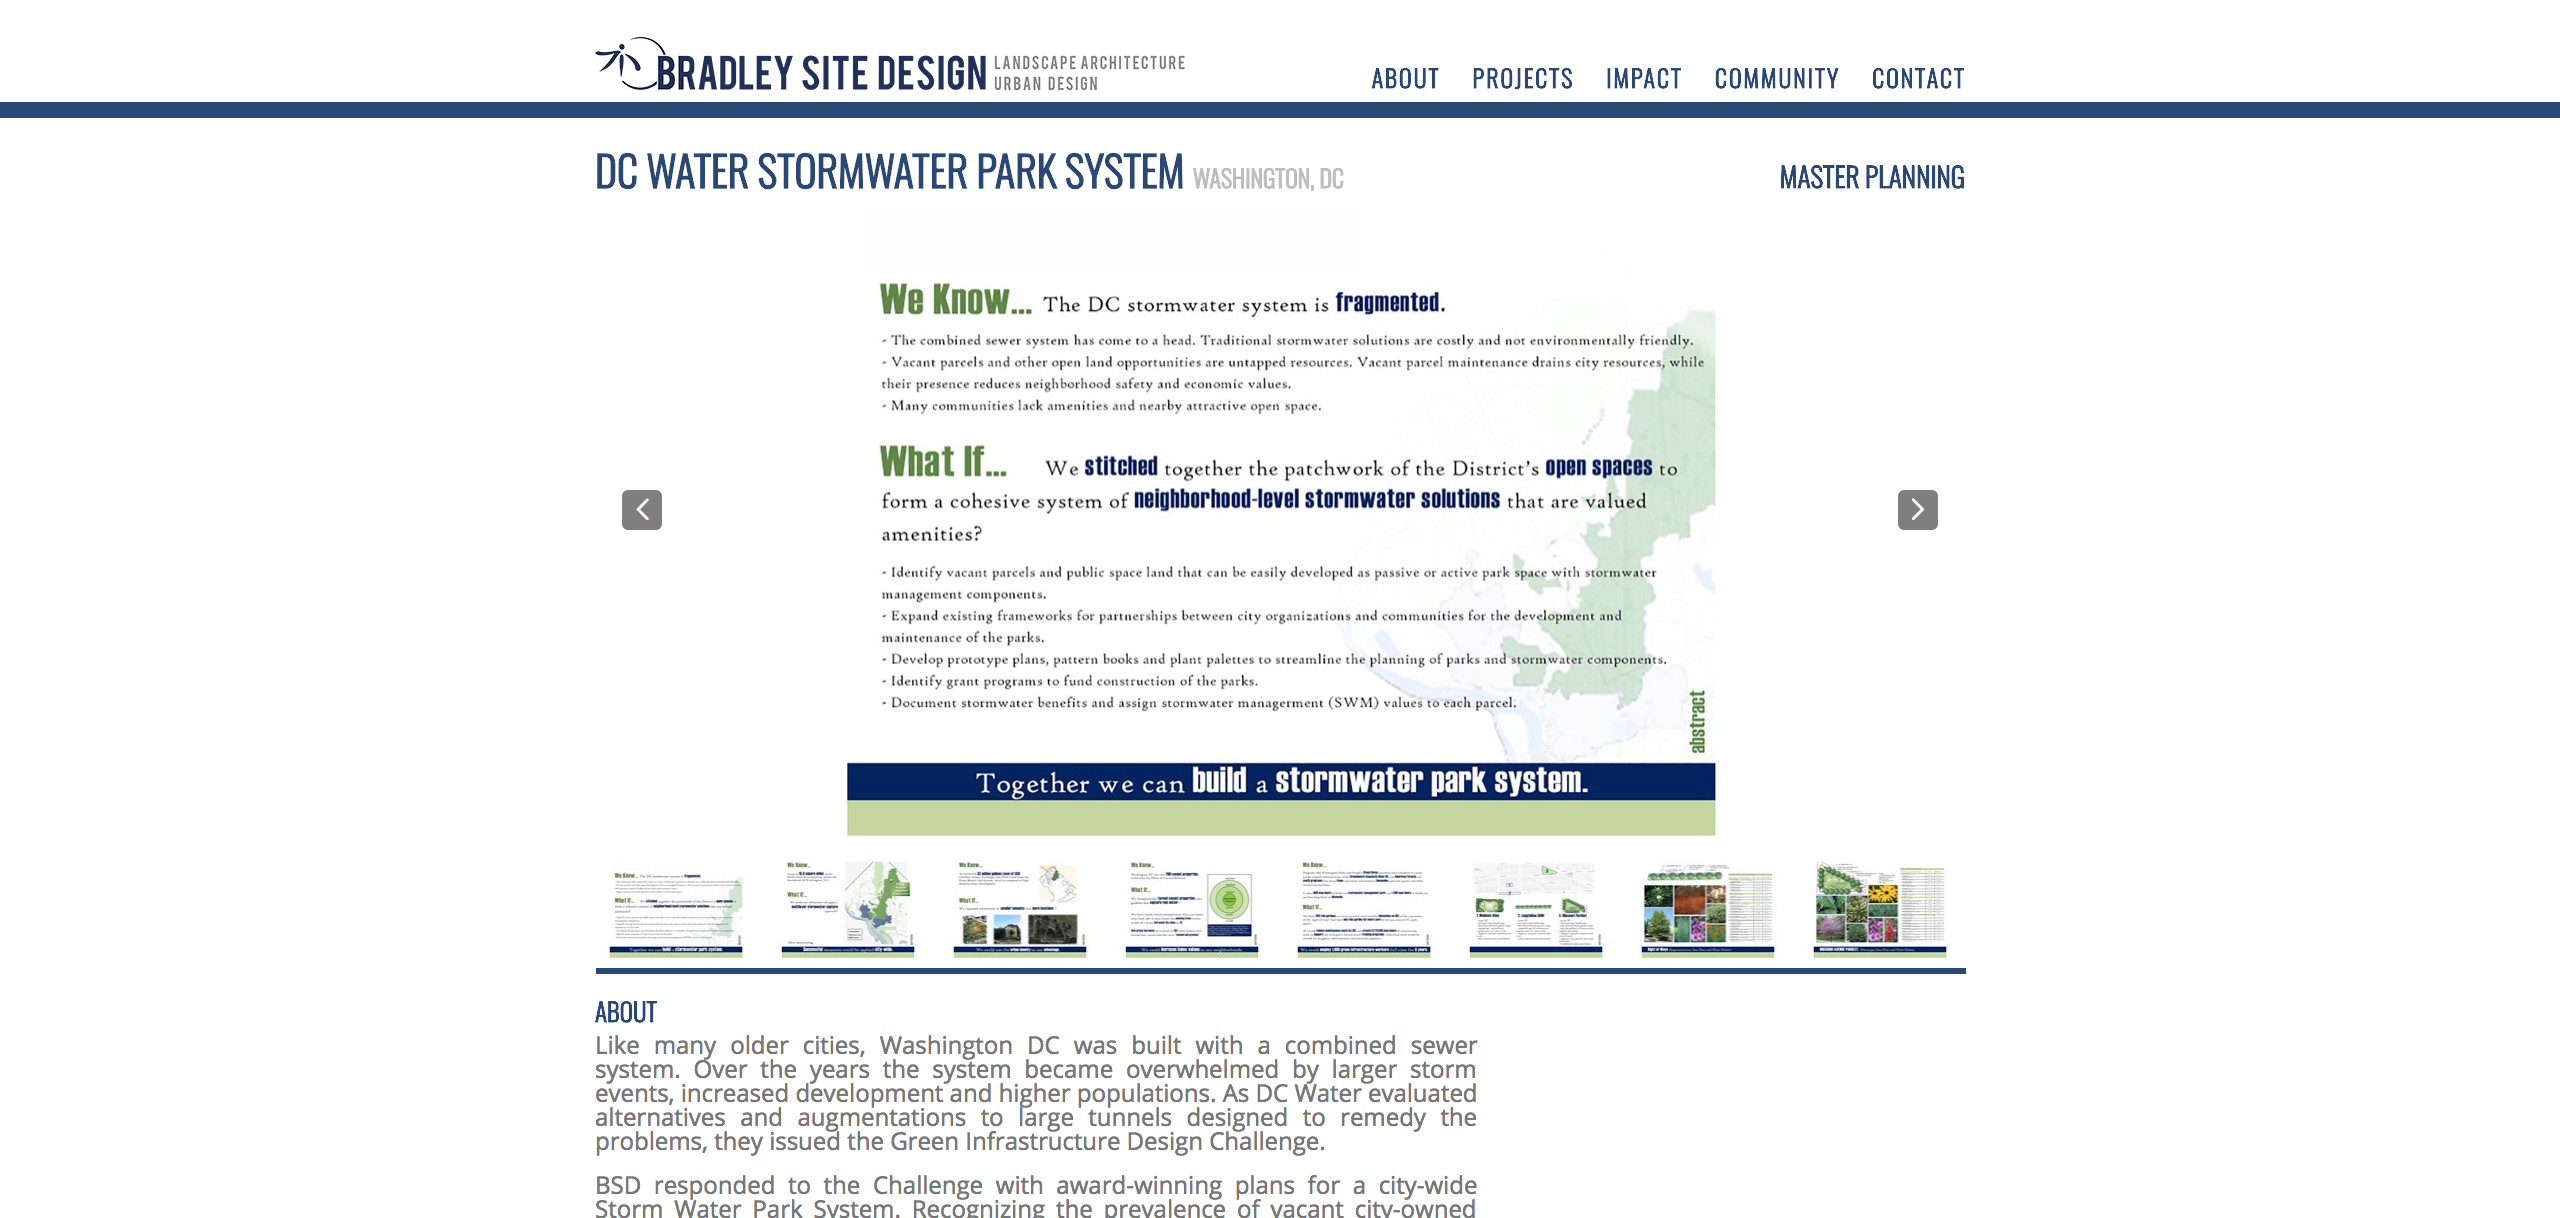 BRADLEY SITE DESIGN
LANDSCAPE ARCHITECTURE
URBAN DESIGN
ABOUT PROJECTS IMPACT COMMUNITY CONTACT
DC WATER STORMWATER PARK SYSTEM WASHINGTON, DC
MASTER PLANNING
We Know... The DC stormwater system is fragmented.
- The combined sewer system has come to a head. Traditional stormwater solutions are costly and not environmentally friendly.
- Vacant parcels and other open land opportunities are untapped resources. Vacant parcel maintenance drains city resources, while
their presence reduces neighborhood safety and economic values.
- Many communities lack amenities and nearby attractive open space.
What If... We stitched together the patchwork of the District's open spaces to
form a cohesive system of neighborhood-level stormwater solutions that are valued
amenities?
- Identify vacant parcels and public space land that can be easily developed as passive or active park space with stormwater
management components.
- Expand existing frameworks for partnerships between city organizations and communities for the development and
maintenance of the parks.
- Develop prototype plans, pattern books and plant palettes to streamline the planning of parks and stormwater components.
- Identify grant programs to fund construction of the parks.
- Document stormwater benefits and assign stormwater management (SWM) values to each parcel.
abstract
Together we can build a stormwater park system.
ABOUT
Like many older cities, Washington DC was built with a combined sewer
system. Over the years the system became overwhelmed by larger storm
events, increased development and higher populations. As DC Water evaluated
alternatives and augmentations to large tunnels designed to remedy the
problems, they issued the Green Infrastructure Design Challenge.
BSD responded to the Challenge with award-winning plans for a city-wide
Storm Water Park System. Recognizing the prevalence of vacant city-owned